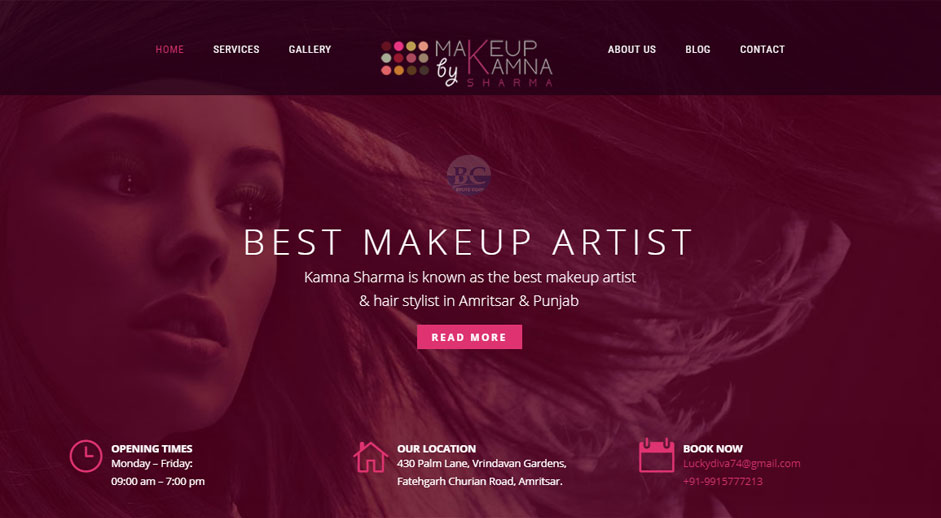 HOME
SERVICES
GALLERY
MAKEUP
by KAMNA
SHARMA
ABOUT US
BLOG
CONTACT
BC
BEST MAKEUP ARTIST
Kamna Sharma is known as the best makeup artist
& hair stylist in Amritsar & Punjab
READ MORE
OPENING TIMES
Monday – Friday:
09:00 am – 7:00 pm
OUR LOCATION
430 Palm Lane, Vrindavan Gardens,
Fatehgarh Churian Road, Amritsar.
BOOK NOW
Luckydiva74@gmail.com
+91-9915777213